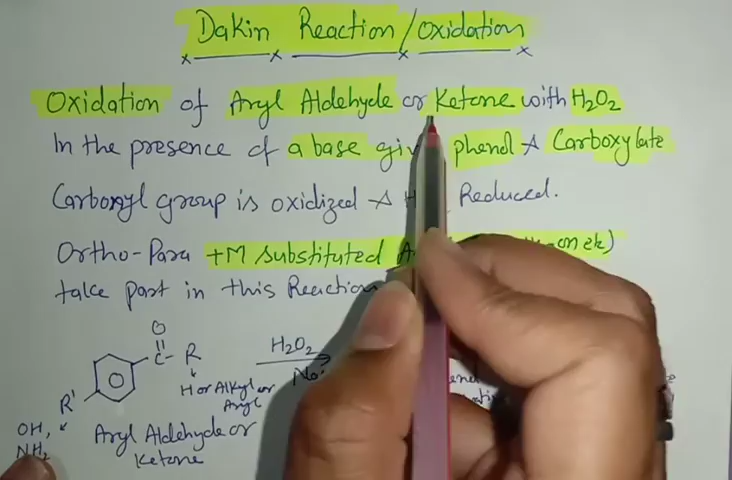 Dakin Reaction/oxidation
Oxidation of Aryl Aldehyde or Ketone with H2O2
In the presence of a base phenol & Carboxylate
Carbonyl group is oxidized & Reduced.
Ortho-Para +M substituted
take part in this Reaction
O
C- R
H2O2
H or Alkyl or
Aryl
R'
OH,
NH2
Aryl Aldehyde or
Ketone